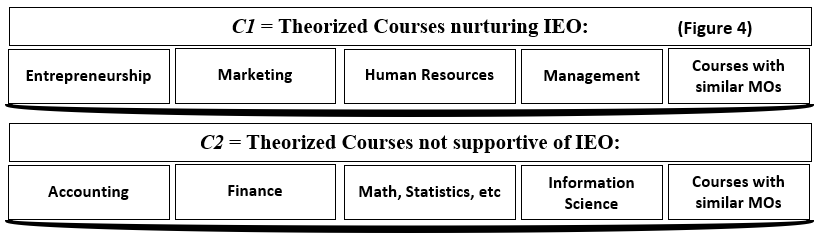 C1 = Theorized Courses nurturing IEO: (Figure 4)
Entrepreneurship
Marketing
Human Resources
Management
Courses with
similar MOs
C2 = Theorized Courses not supportive of IEO:
Accounting
Finance
Math, Statistics, etc
Information
Science
Courses with
similar MOs